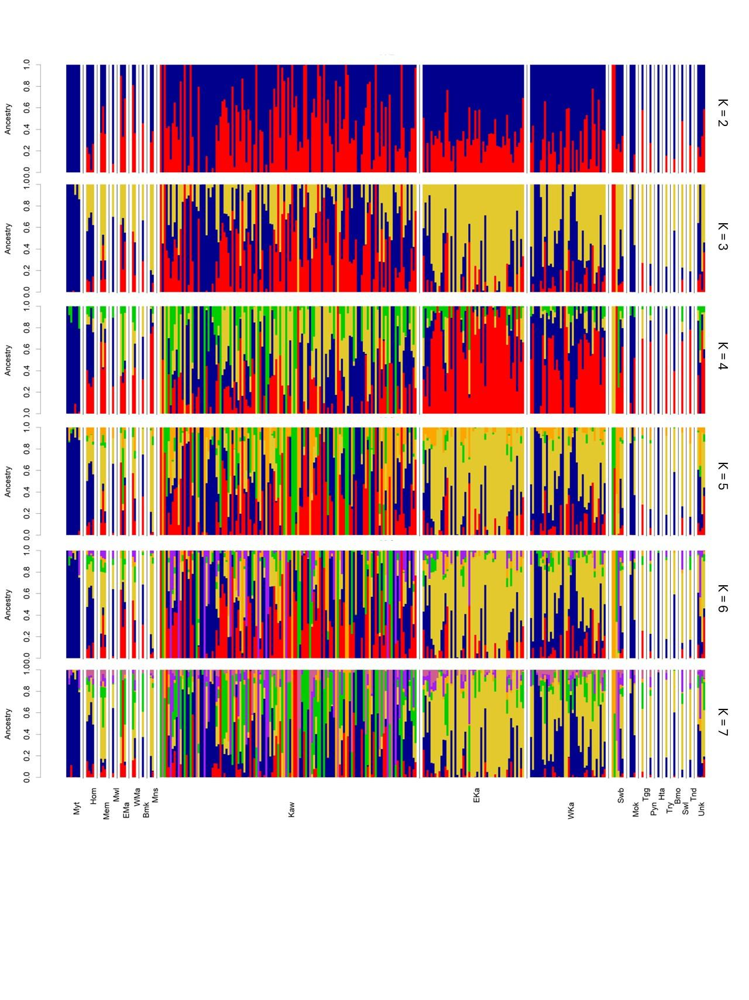 Ancestry
0.0 0.2 0.4 0.6 0.8 1.0
K = 2
Ancestry
0.0 0.2 0.4 0.6 0.8 1.0
K = 3
Ancestry
0.0 0.2 0.4 0.6 0.8 1.0
K = 4
Ancestry
0.0 0.2 0.4 0.6 0.8 1.0
K = 5
Ancestry
0.0 0.2 0.4 0.6 0.8 1.0
K = 6
Ancestry
0.0 0.2 0.4 0.6 0.8 1.0
K = 7
Myt
Hom
Mem
Mwl
EMa
WMa
Bmk
Mns
Kaw
EKa
WKa
Swb
Mok
Tgg
Pyn
Hta
Try
Bmo
Swl
Tnd
Unk